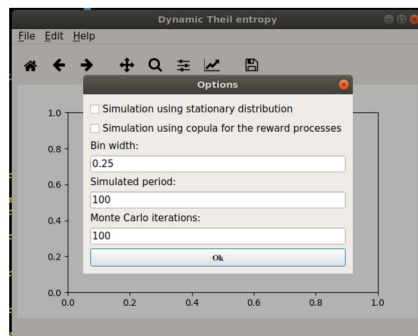 Dynamic Theil entropy
File Edit Help
Options
Simulation using stationary distribution
Simulation using copula for the reward processes
Bin width:
0.25
Simulated period:
100
Monte Carlo iterations:
100
Ok
1.0
0.8
0.6
0.4
0.2
0.0
0.0 0.2 0.4 0.6 0.8 1.0